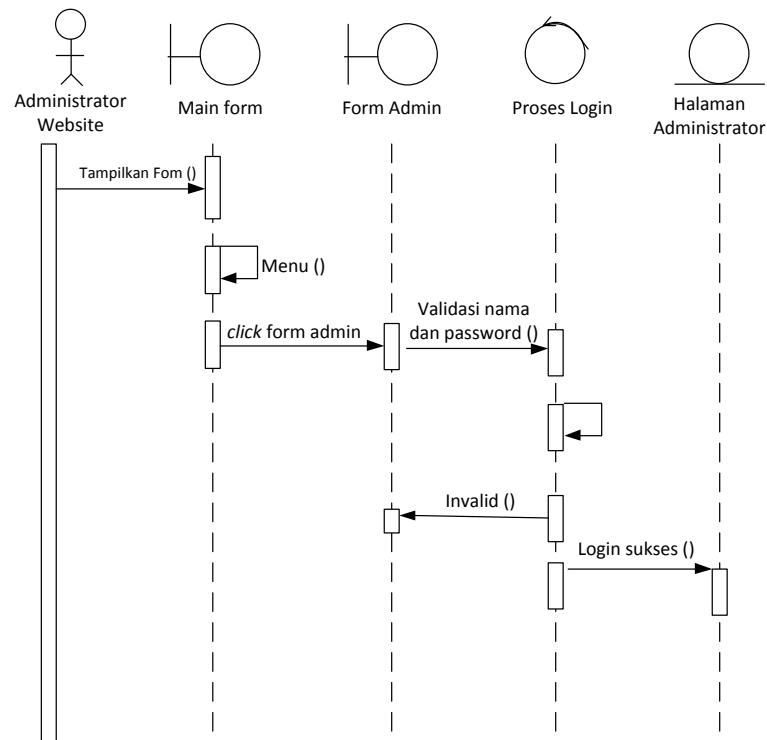 Administrator
Website
Main form
Form Admin
Proses Login
Halaman
Administrator
Tampilkan Fom ()
Menu ()
click form admin
Validasi nama
dan password ()
Invalid ()
Login sukses ()